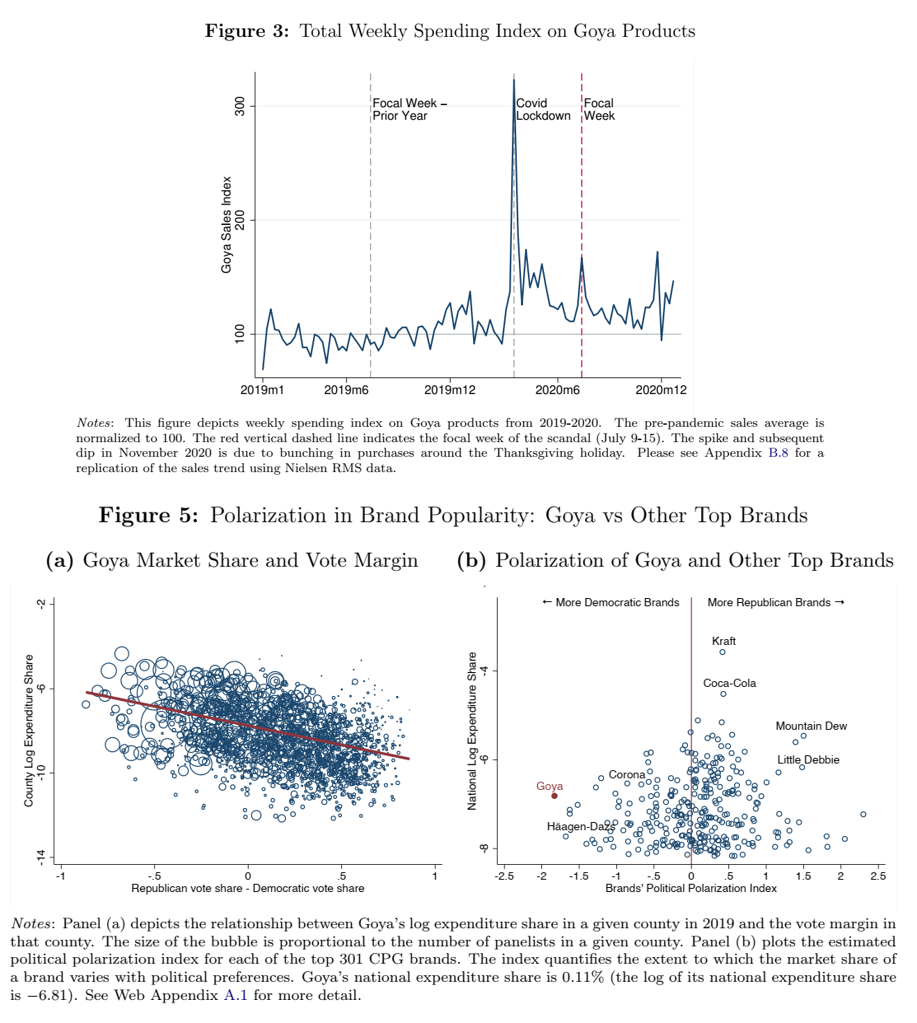 Figure 3: Total Weekly Spending Index on Goya Products
Goya Sales Index
300
200
100
Focal Week –
Prior Year
Covid
Lockdown
Focal
Week
2019m1
2019m6
2019m12
2020m6
2020m12
Notes: This figure depicts weekly spending index on Goya products from 2019-2020. The pre-pandemic sales average is
normalized to 100. The red vertical dashed line indicates the focal week of the scandal (July 9-15). The spike and subsequent
dip in November 2020 is due to bunching in purchases around the Thanksgiving holiday. Please see Appendix B.8 for a
replication of the sales trend using Nielsen RMS data.
Figure 5: Polarization in Brand Popularity: Goya vs Other Top Brands
(a) Goya Market Share and Vote Margin
County Log Expenditure Share
-2
-6
-10
-14
-1
-.5
0
.5
1
Republican vote share - Democratic vote share
(b) Polarization of Goya and Other Top Brands
National Log Expenditure Share
-4
-6
-8
← More Democratic Brands
More Republican Brands →
Kraft
Coca-Cola
Mountain Dew
Little Debbie
Corona
Goya
Häagen-Dazs
-2.5
-2
-1.5
-1
-.5
0
.5
1
1.5
2
2.5
Brands' Political Polarization Index
Notes: Panel (a) depicts the relationship between Goya's log expenditure share in a given county in 2019 and the vote margin in
that county. The size of the bubble is proportional to the number of panelists in a given county. Panel (b) plots the estimated
political polarization index for each of the top 301 CPG brands. The index quantifies the extent to which the market share of
a brand varies with political preferences. Goya's national expenditure share is 0.11% (the log of its national expenditure share
is −6.81). See Web Appendix A.1 for more detail.